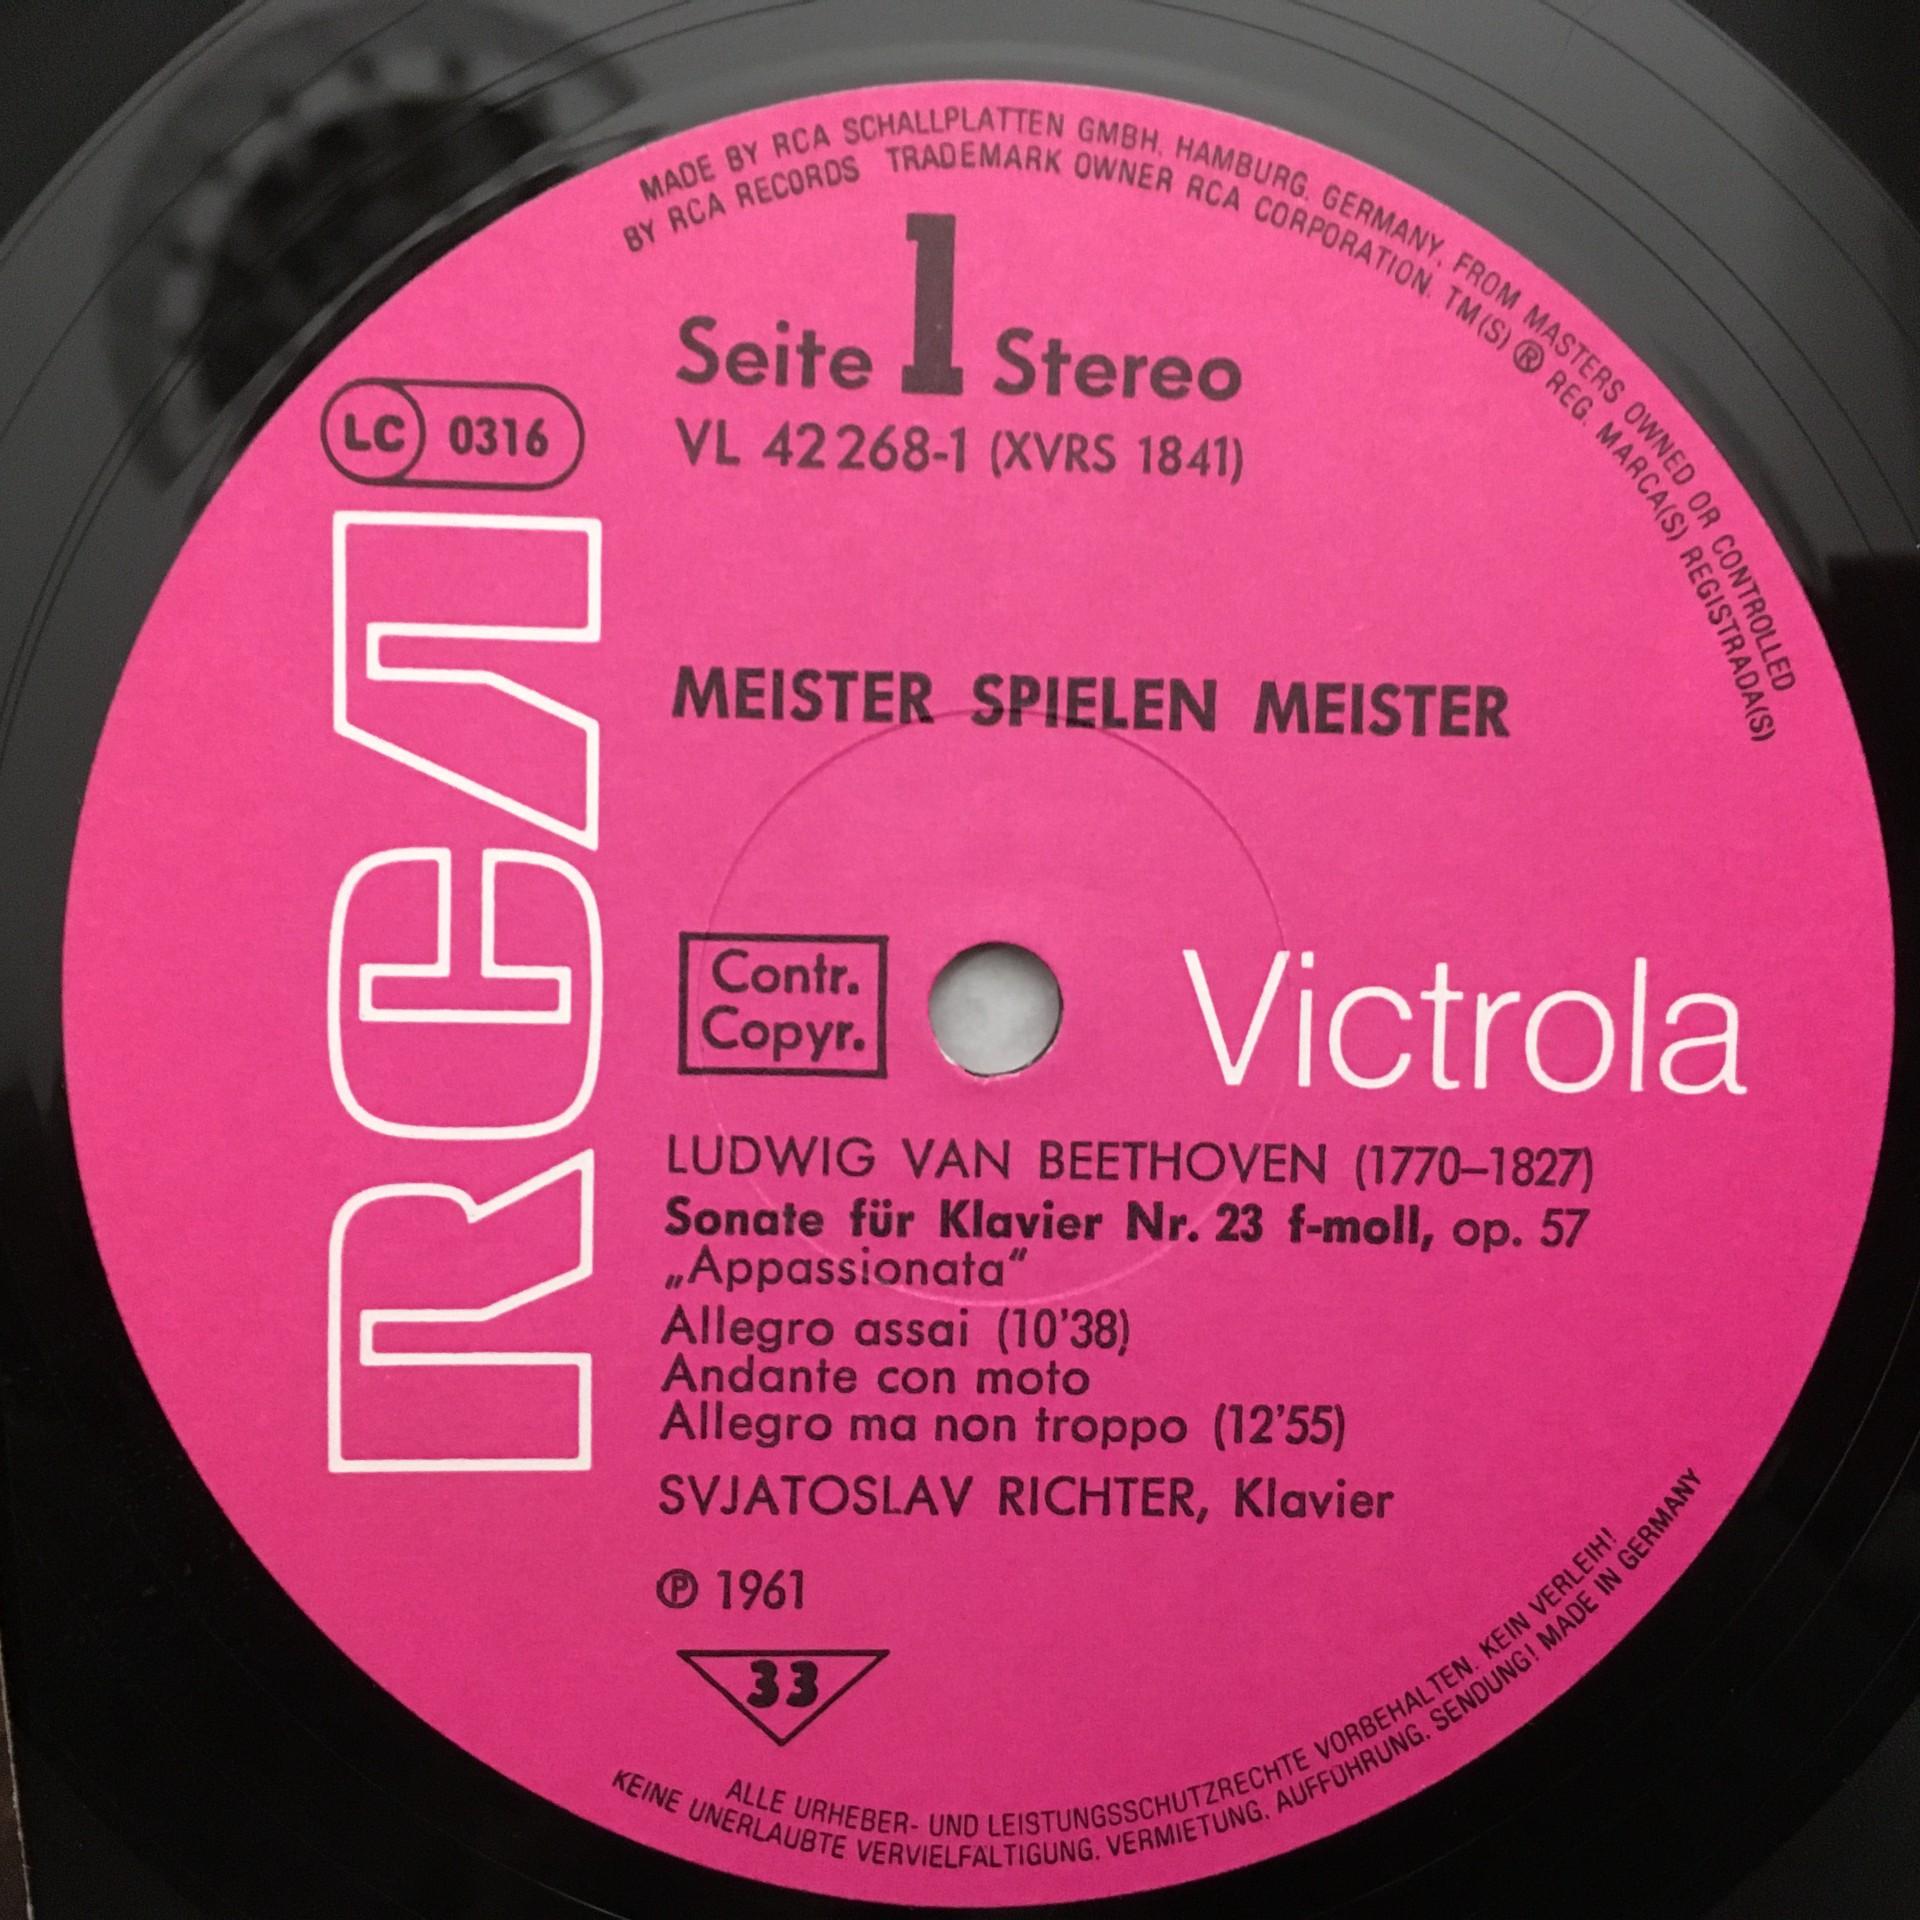 MADE BY RCA SCHALLPLATTEN GMBH, HAMBURG, GERMANY, FROM MASTERS OWNED OR CONTROLLED
BY RCA RECORDS TRADEMARK OWNER RCA CORPORATION. TM(S) ® REG. MARCA(S) REGISTRADA(S)
Seite 1 Stereo
VL 42 268-1 (XVRS 1841)
LC 0316
RCA
MEISTER SPIELEN MEISTER
Contr.
Copyr.
Victrola
LUDWIG VAN BEETHOVEN (1770–1827)
Sonate für Klavier Nr. 23 f-moll, op. 57
„Appassionata“
Allegro assai (10'38)
Andante con moto
Allegro ma non troppo (12'55)
SVJATOSLAV RICHTER, Klavier
℗ 1961
33
ALLE URHEBER- UND LEISTUNGSSCHUTZRECHTE VORBEHALTEN. KEIN VERLEIH!
KEINE UNERLAUBTE VERVIELFÄLTIGUNG, VERMIETUNG, AUFFÜHRUNG, SENDUNG! MADE IN GERMANY